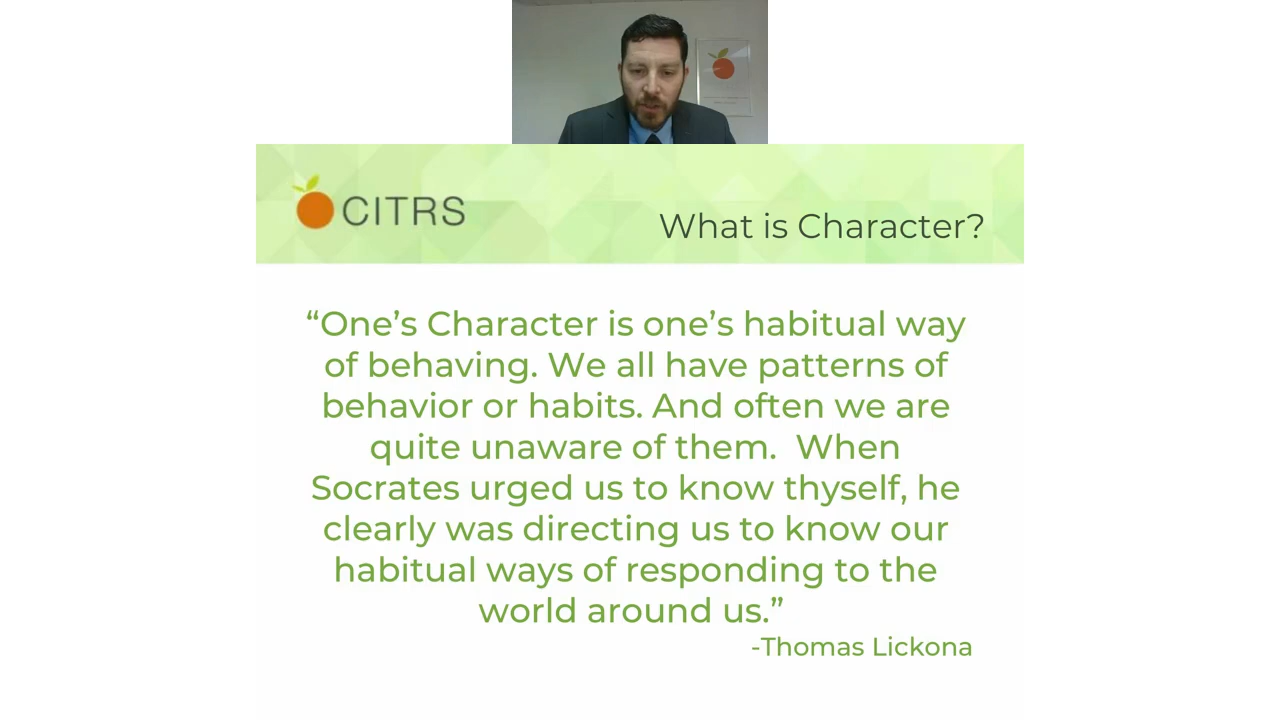 CITRS
What is Character?
“One’s Character is one’s habitual way
of behaving. We all have patterns of
behavior or habits. And often we are
quite unaware of them.  When
Socrates urged us to know thyself, he
clearly was directing us to know our
habitual ways of responding to the
world around us.”
-Thomas Lickona